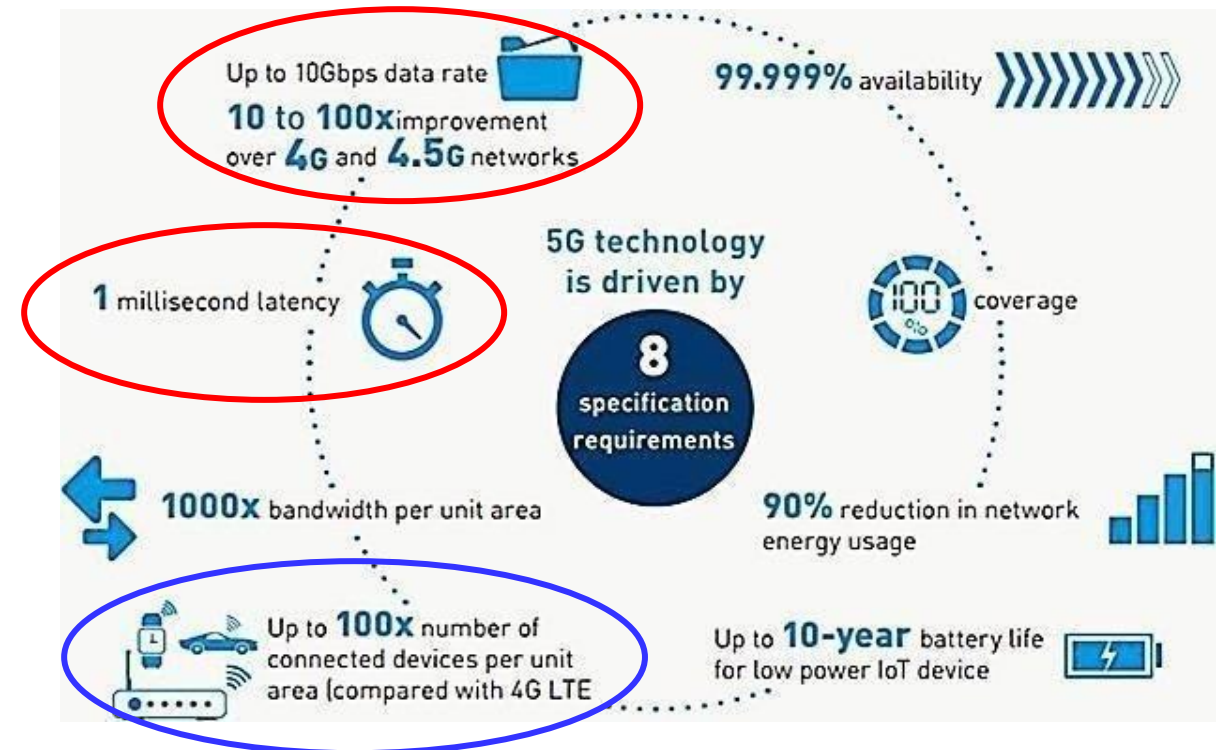 Up to 10Gbps data rate
10 to 100x improvement
over 4G and 4.5G networks
99.999% availability
1 millisecond latency
5G technology
is driven by
8
specification
requirements
100
%
coverage
1000x bandwidth per unit area
90% reduction in network
energy usage
Up to 100x number of
connected devices per unit
area (compared with 4G LTE
Up to 10-year battery life
for low power IoT device